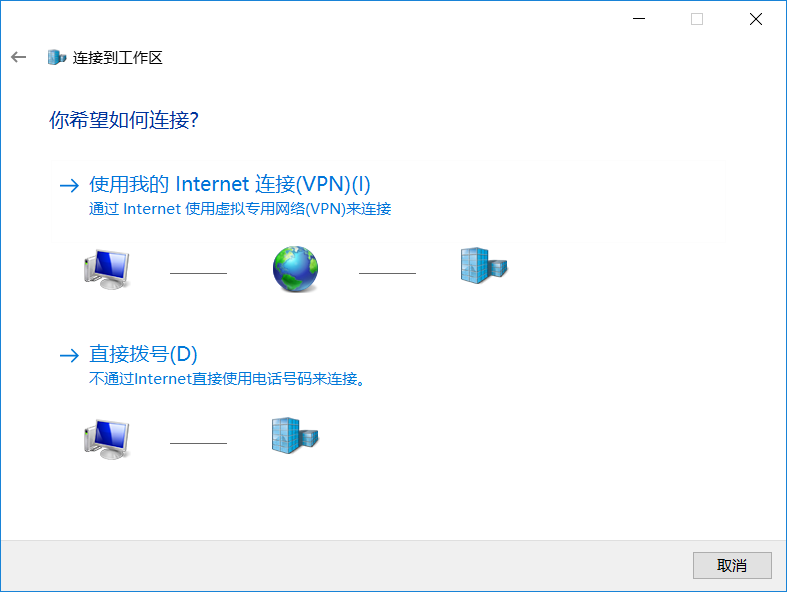 连接到工作区
你希望如何连接?
使用我的 Internet 连接(VPN)(I)
通过 Internet 使用虚拟专用网络(VPN)来连接
直接拨号(D)
不通过Internet直接使用电话号码来连接。
取消